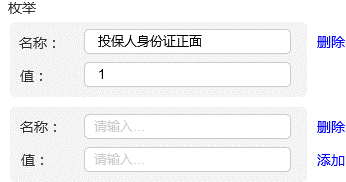 枚举
名称： 投保人身份证正面 删除
值： 1
名称： 请输入... 删除
值： 请输入... 添加